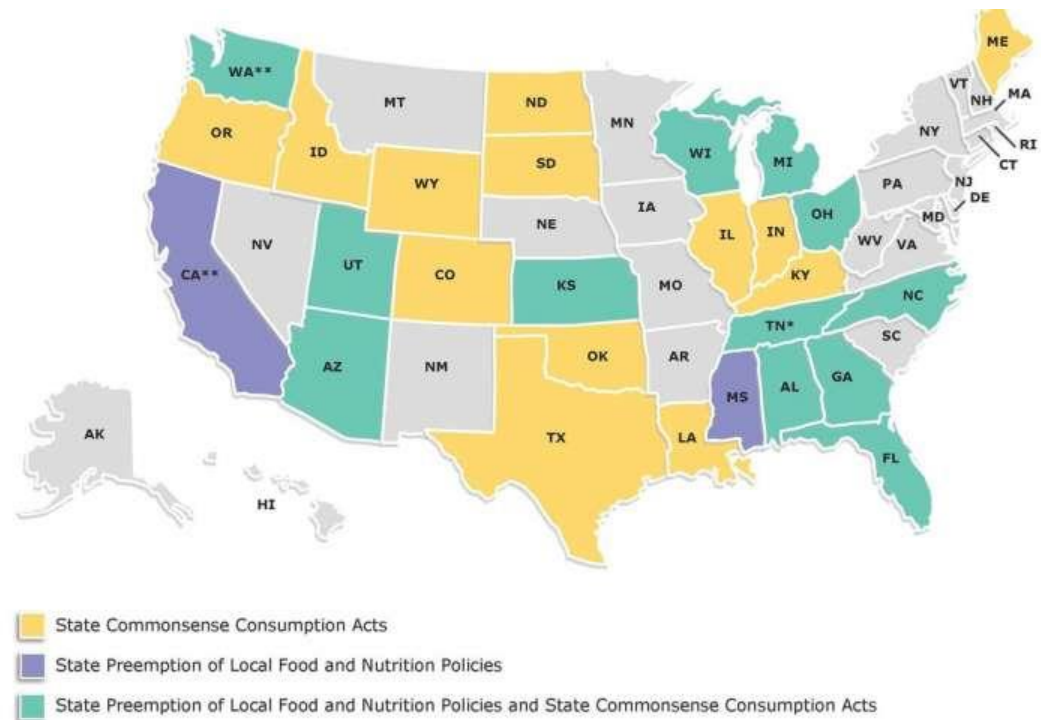 ME
WA**
VT
ND
MT
NH
MA
MN
OR
NY
RI
ID
WI
SD
MI
CT
WY
PA
NJ
IA
DE
NE
OH
MD
IL
IN
NV
WV
VA
UT
CO
KY
CA**
KS
MO
NC
TN*
OK
SC
AZ
NM
AR
GA
MS
AL
AK
TX
LA
FL
HI
State Commonsense Consumption Acts
State Preemption of Local Food and Nutrition Policies
State Preemption of Local Food and Nutrition Policies and State Commonsense Consumption Acts